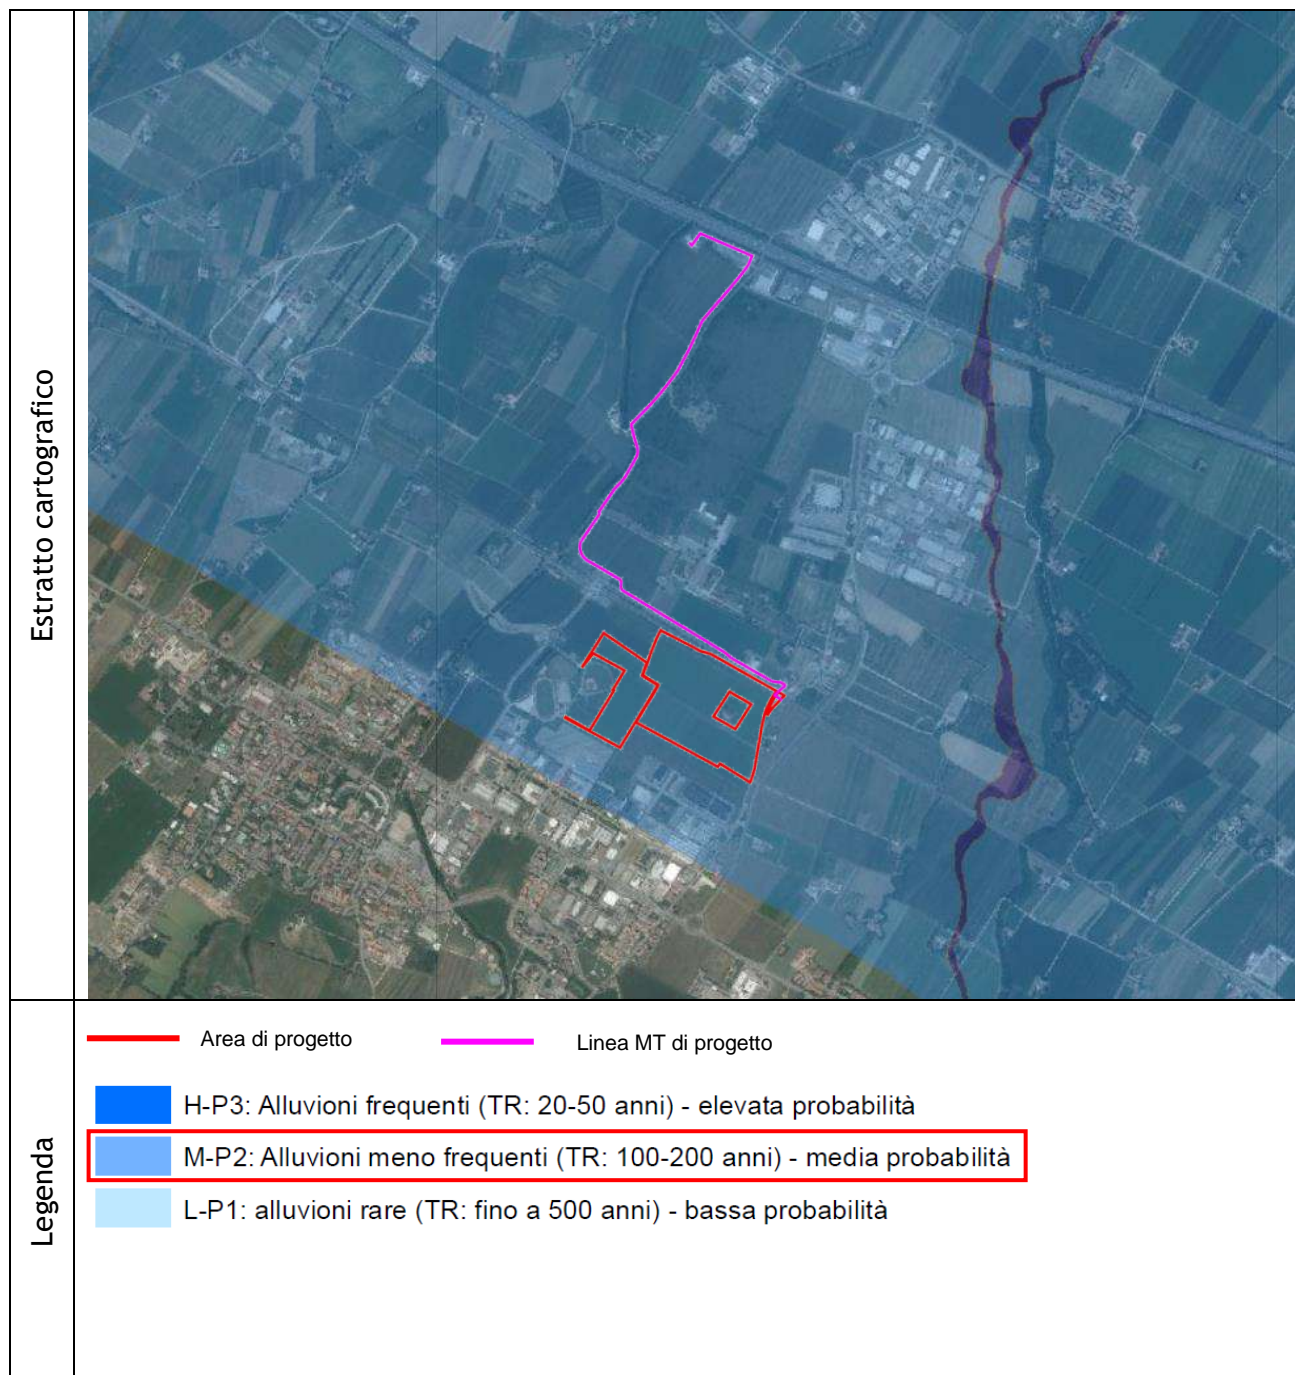 Estratto cartografico
Legenda
Area di progetto
Linea MT di progetto
H-P3: Alluvioni frequenti (TR: 20-50 anni) - elevata probabilità
M-P2: Alluvioni meno frequenti (TR: 100-200 anni) - media probabilità
L-P1: alluvioni rare (TR: fino a 500 anni) - bassa probabilità